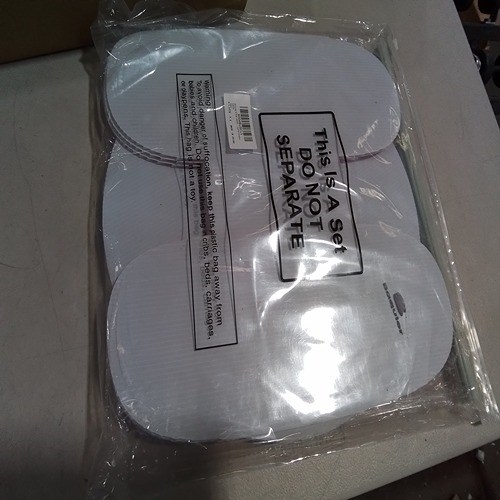 This Is A Set
DO NOT
SEPARATE
Warning:
To avoid danger of suffocation, keep this plastic bag away from
babies and children. Do not use this bag in cribs, beds, carriages,
or playpens. This bag is not a toy.